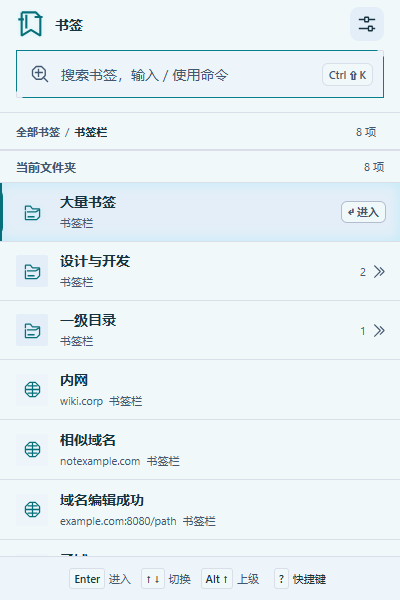 书签
搜索书签，输入 / 使用命令 Ctrl ⇧ K
全部书签 / 书签栏 8 项
当前文件夹 8 项
大量书签
书签栏
↲ 进入
设计与开发
书签栏
2
一级目录
书签栏
1
内网
wiki.corp 书签栏
相似域名
notexample.com 书签栏
域名编辑成功
example.com:8080/path 书签栏
Enter 进入 ↑ ↓ 切换 Alt ↑ 上级 ? 快捷键